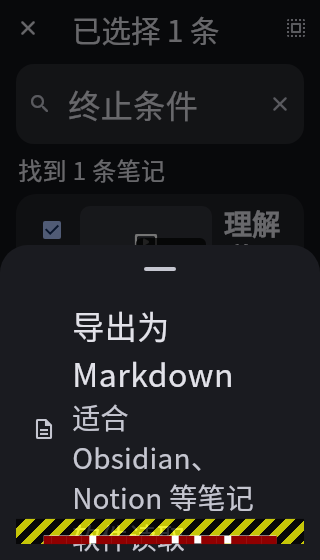 已选择 1 条
终止条件
找到 1 条笔记
理解
导出为
Markdown
适合
Obsidian、
Notion 等笔记